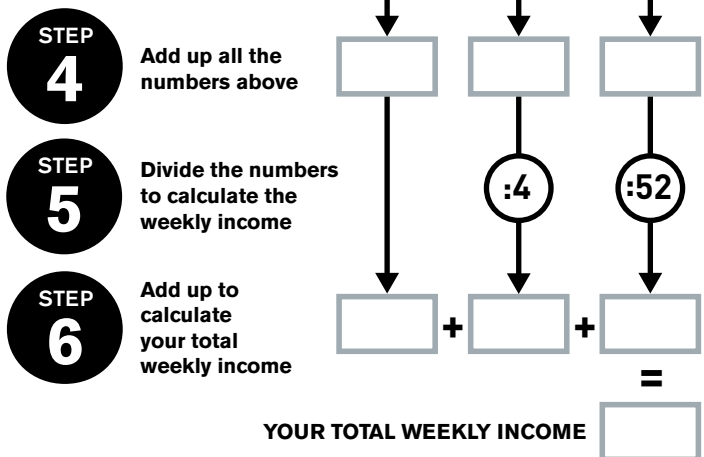 STEP
4
Add up all the
numbers above
STEP
5
Divide the numbers
to calculate the
weekly income
:4
:52
STEP
6
Add up to
calculate
your total
weekly income
+
+
=
YOUR TOTAL WEEKLY INCOME